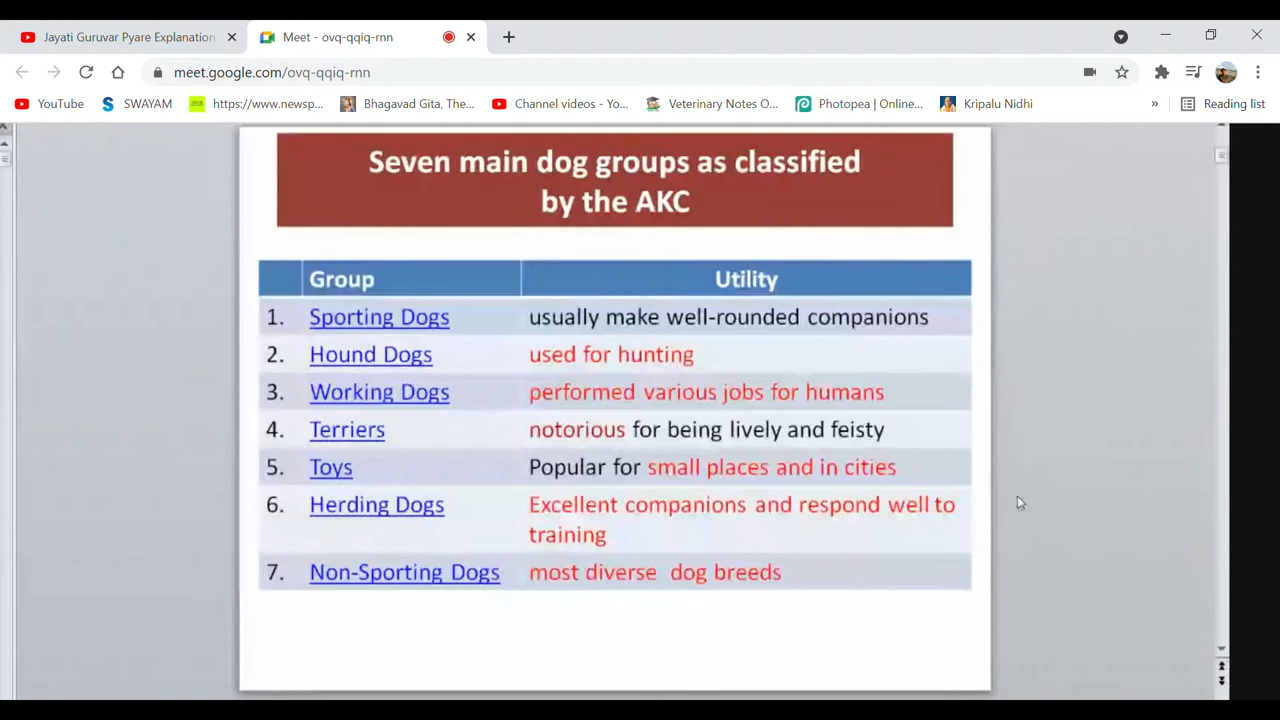 Jayati Guruvar Pyare Explanation
Meet - ovq-qqiq-rnn
meet.google.com/ovq-qqiq-rnn
YouTube
SWAYAM
https://www.newsp...
Bhagavad Gita, The...
Channel videos - Yo...
Veterinary Notes O...
Photopea | Online...
Kripalu Nidhi
»
Reading list
Seven main dog groups as classified
by the AKC
Group Utility
1. Sporting Dogs usually make well-rounded companions
2. Hound Dogs used for hunting
3. Working Dogs performed various jobs for humans
4. Terriers notorious for being lively and feisty
5. Toys Popular for small places and in cities
6. Herding Dogs Excellent companions and respond well to
training
7. Non-Sporting Dogs most diverse dog breeds